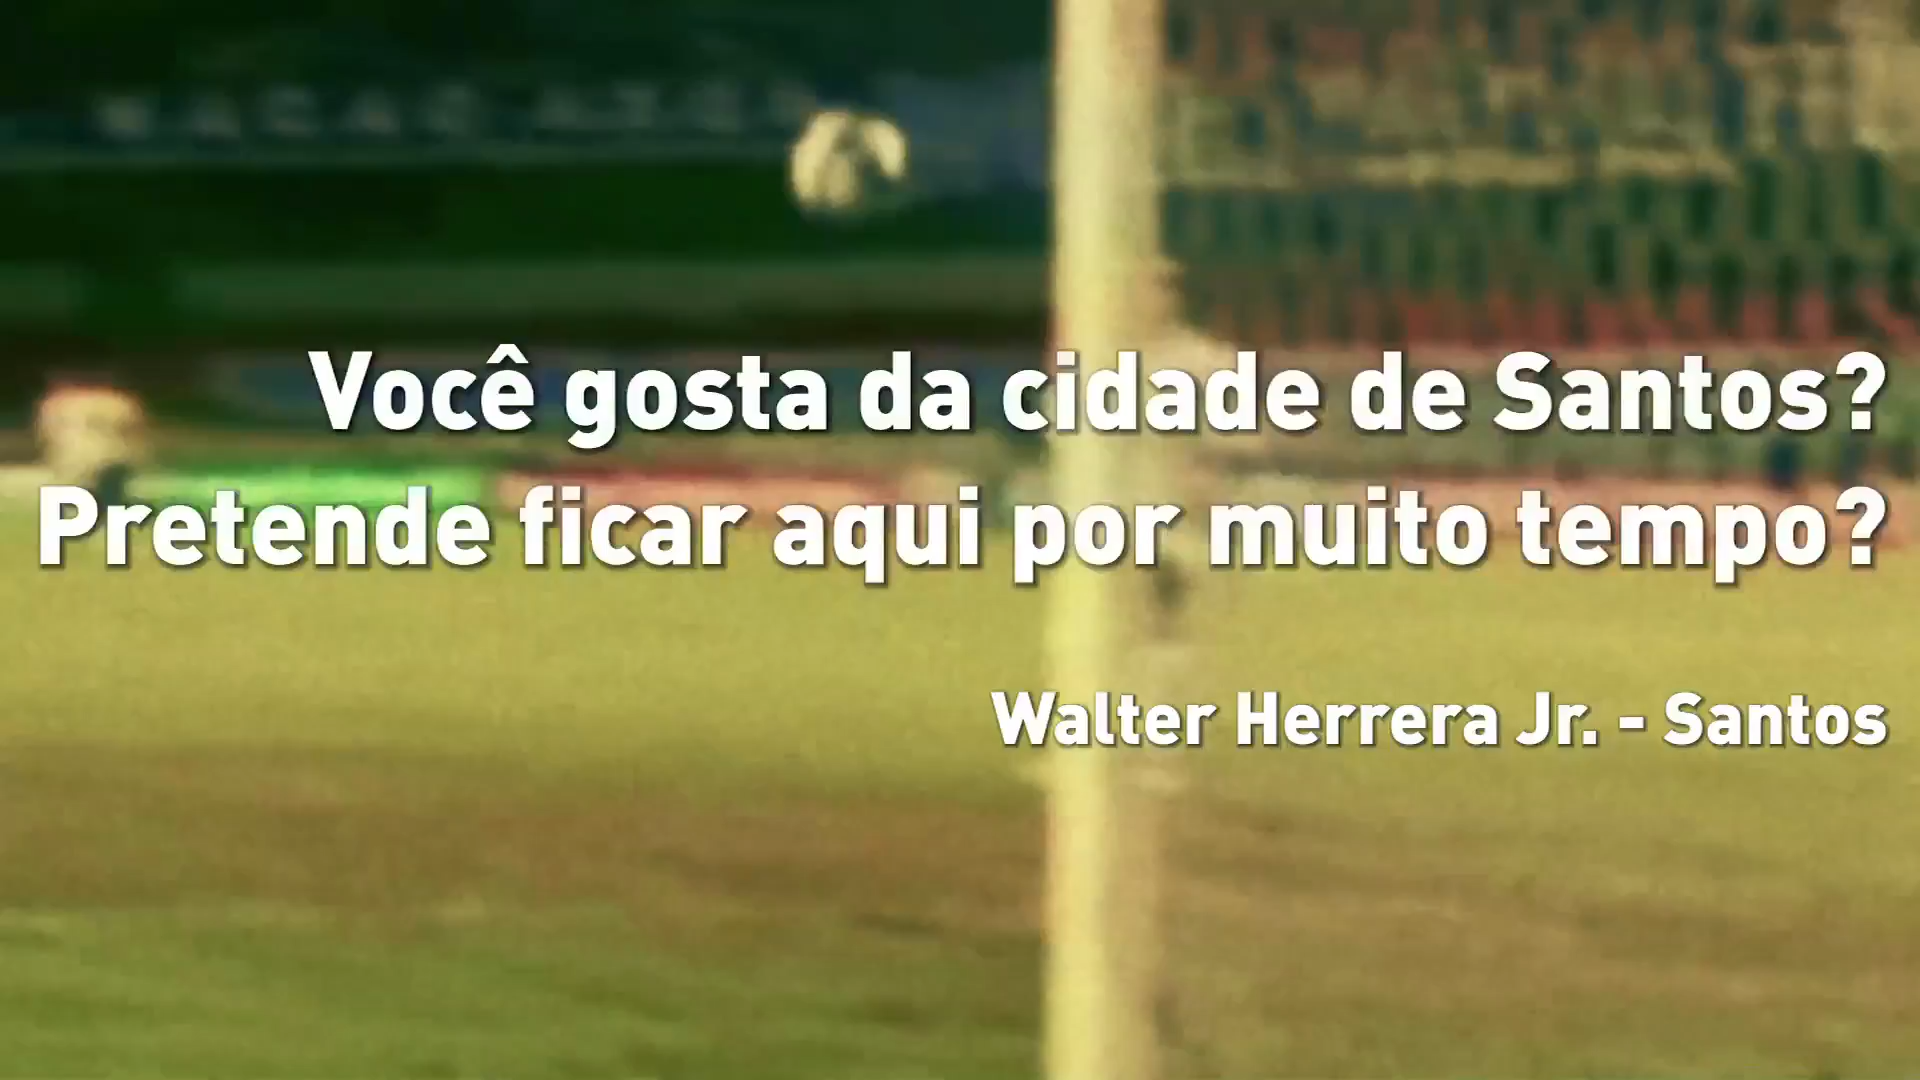 Você gosta da cidade de Santos?
Pretende ficar aqui por muito tempo?
Walter Herrera Jr. - Santos